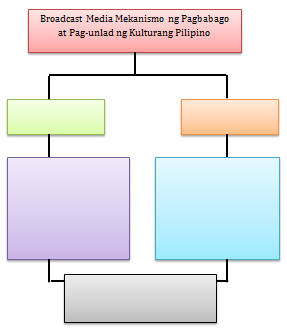 Broadcast Media Mekanismo ng Pagbabago
at Pag-unlad ng Kulturang Pilipino